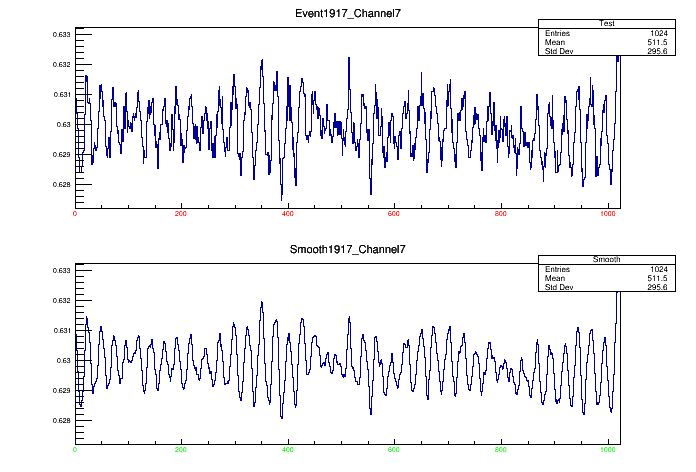 Event1917_Channel7
Test
Entries 1024
Mean 511.5
Std Dev 295.6
0.633
0.632
0.631
0.63
0.629
0.628
0 200 400 600 800 1000
Smooth1917_Channel7
Smooth
Entries 1024
Mean 511.5
Std Dev 295.6
0.633
0.632
0.631
0.63
0.629
0.628
0 200 400 600 800 1000